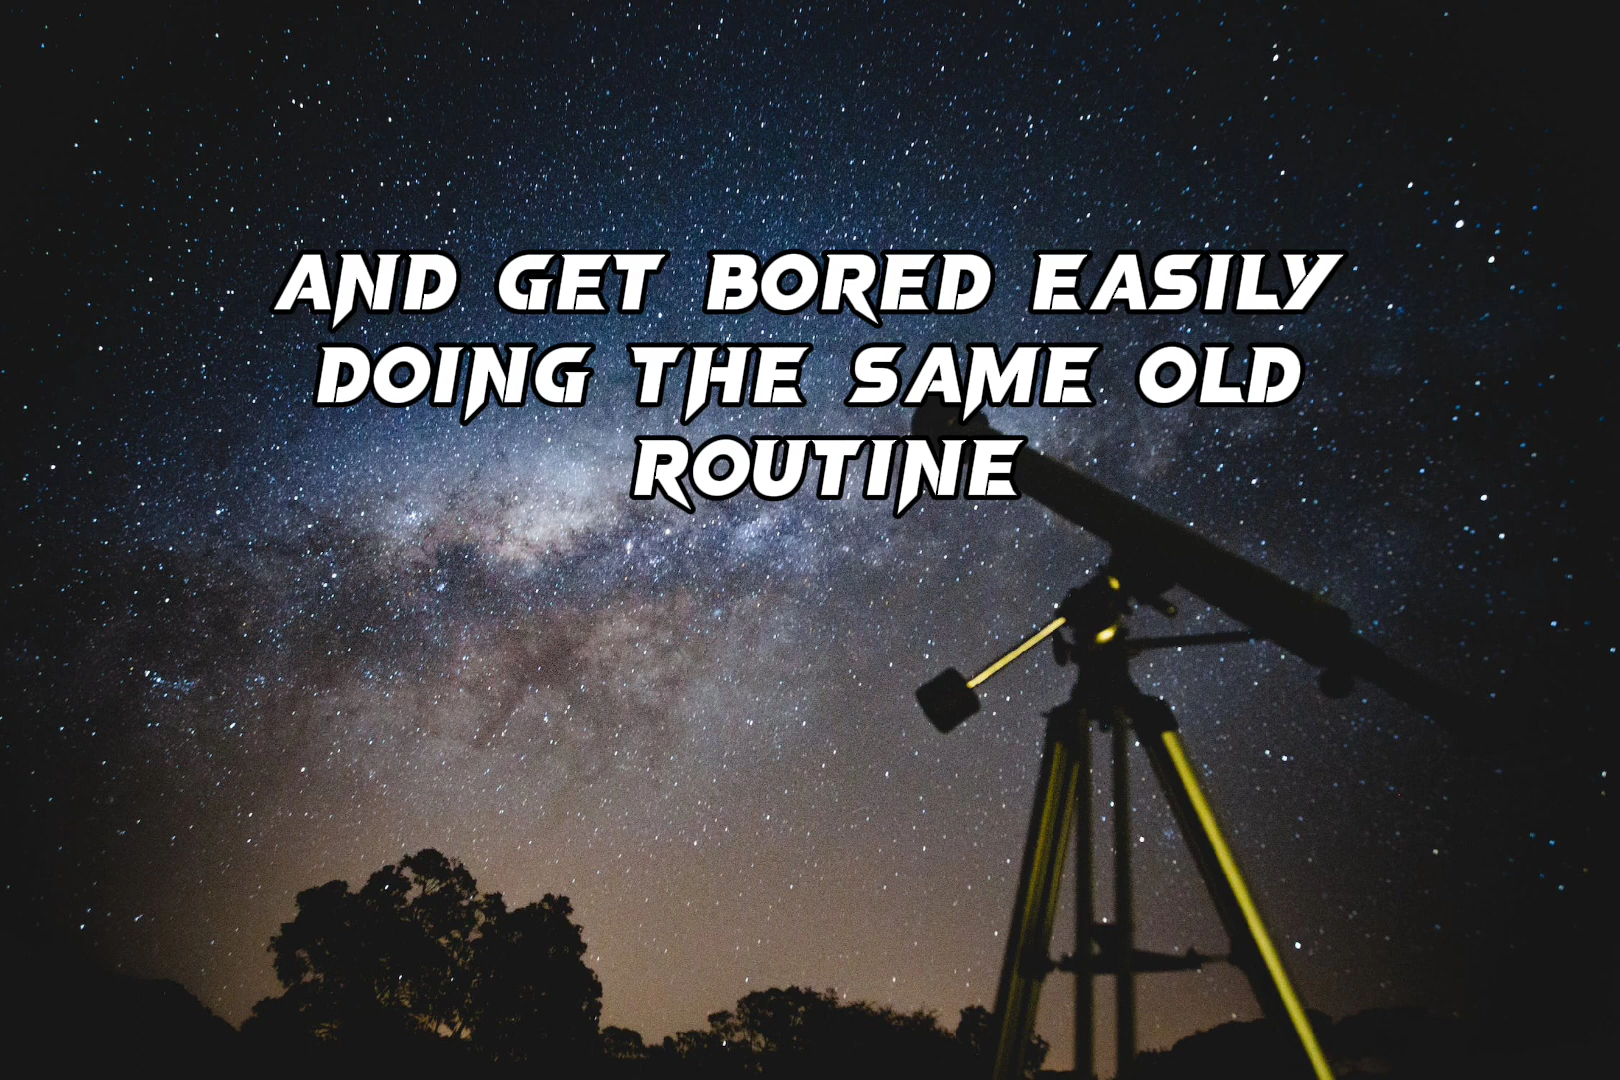 AND GET BORED EASILY
DOING THE SAME OLD
ROUTINE